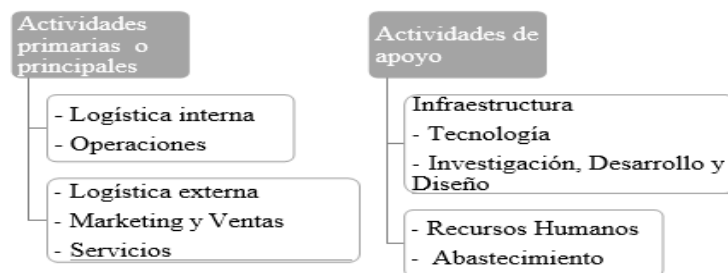 Actividades
primarias o
principales
- Logística interna
- Operaciones
- Logística externa
- Marketing y Ventas
- Servicios
Actividades de
apoyo
Infraestructura
- Tecnología
- Investigación, Desarrollo y
Diseño
- Recursos Humanos
- Abastecimiento